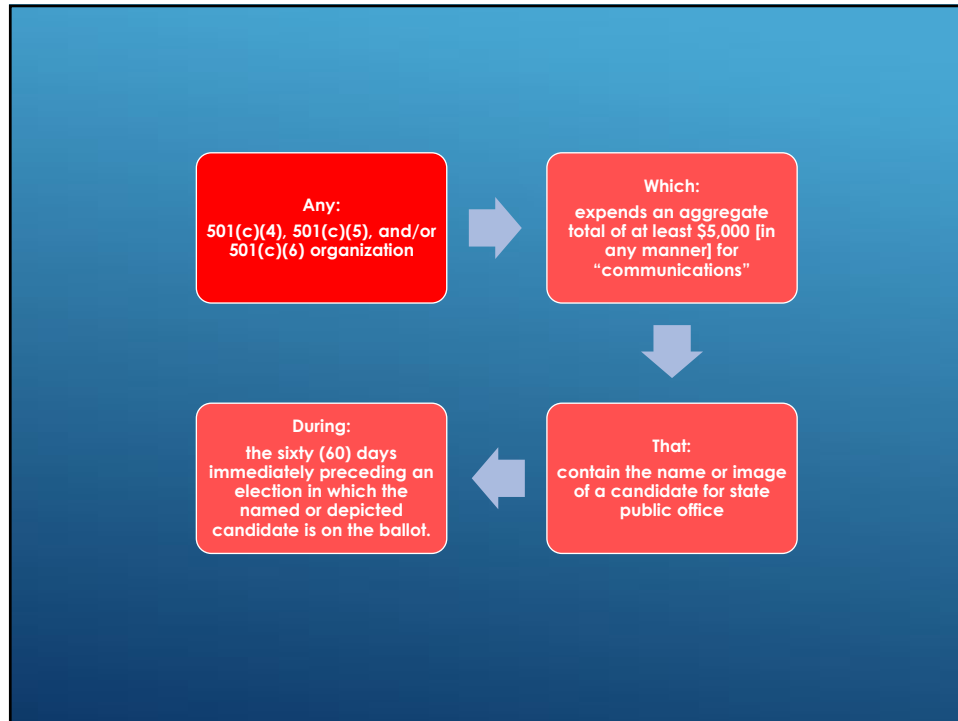 Any:
501(c)(4), 501(c)(5), and/or
501(c)(6) organization
Which:
expends an aggregate
total of at least $5,000 [in
any manner] for
“communications”
That:
contain the name or image
of a candidate for state
public office
During:
the sixty (60) days
immediately preceding an
election in which the
named or depicted
candidate is on the ballot.